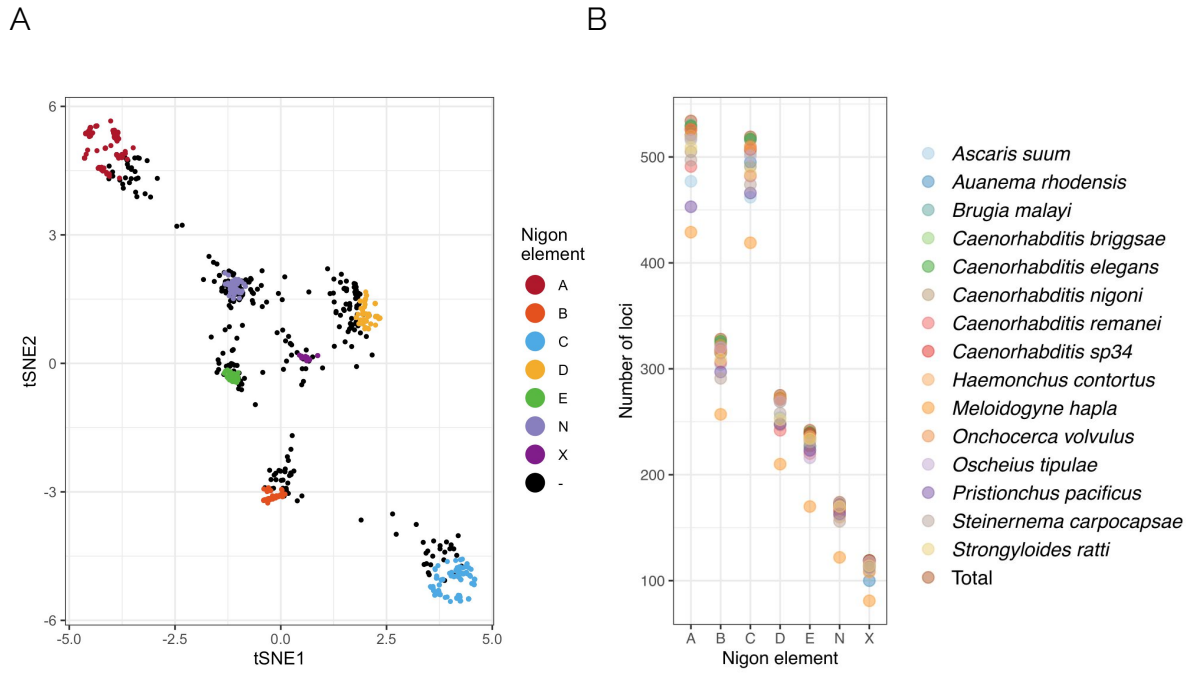 A
B
6
3
0
-3
-6
-5.0
-2.5
0.0
2.5
5.0
tSNE1
tSNE2
Nigon
element
A
B
C
D
E
N
X
-
500
400
300
200
100
A
B
C
D
E
N
X
Nigon element
Number of loci
Ascaris suum
Auanema rhodensis
Brugia malayi
Caenorhabditis briggsae
Caenorhabditis elegans
Caenorhabditis nigoni
Caenorhabditis remanei
Caenorhabditis sp34
Haemonchus contortus
Meloidogyne hapla
Onchocerca volvulus
Oscheius tipulae
Pristionchus pacificus
Steinernema carpocapsae
Strongyloides ratti
Total